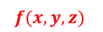 f(x, y, z)